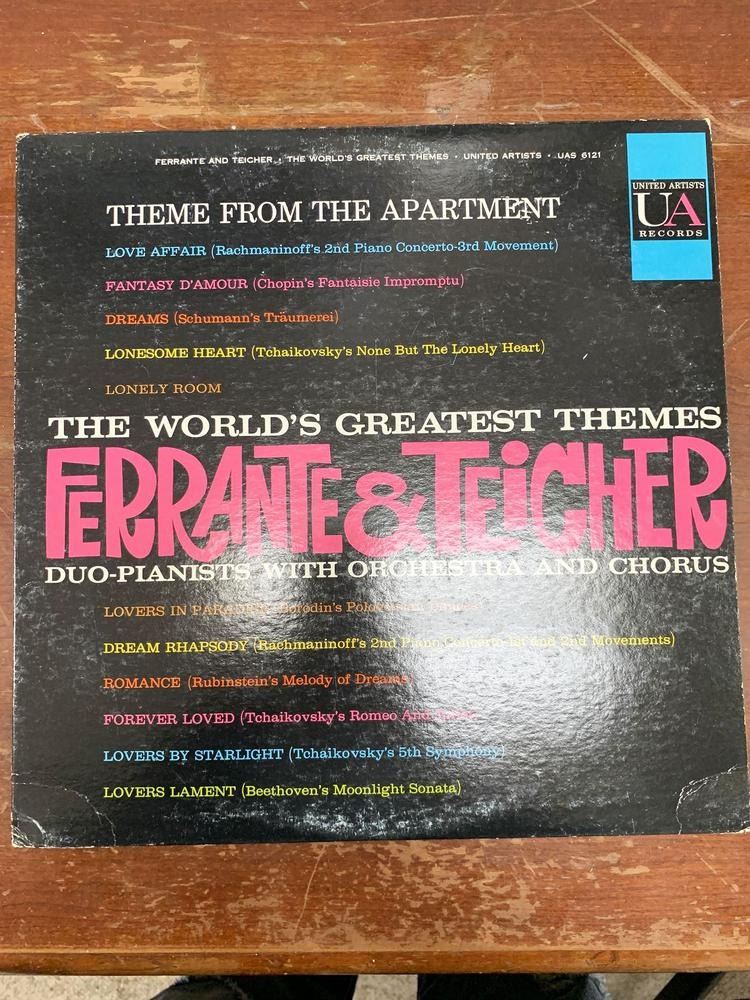 FERRANTE AND TEICHER • THE WORLD'S GREATEST THEMES • UNITED ARTISTS • UAS 6121
UNITED ARTISTS
UA
RECORDS
THEME FROM THE APARTMENT
LOVE AFFAIR (Rachmaninoff's 2nd Piano Concerto-3rd Movement)
FANTASY D'AMOUR (Chopin's Fantaisie Impromptu)
DREAMS (Schumann's Träumerei)
LONESOME HEART (Tchaikovsky's None But The Lonely Heart)
LONELY ROOM
THE WORLD'S GREATEST THEMES
FERRANTE & TEiCHER
DUO-PIANISTS WITH ORCHESTRA AND CHORUS
LOVERS IN PARADISE (Borodin's Polovtsian Dances)
DREAM RHAPSODY (Rachmaninoff's 2nd Piano Concerto-1st and 2nd Movements)
ROMANCE (Rubinstein's Melody of Dreams)
FOREVER LOVED (Tchaikovsky's Romeo And Juliet)
LOVERS BY STARLIGHT (Tchaikovsky's 5th Symphony)
LOVERS LAMENT (Beethoven's Moonlight Sonata)